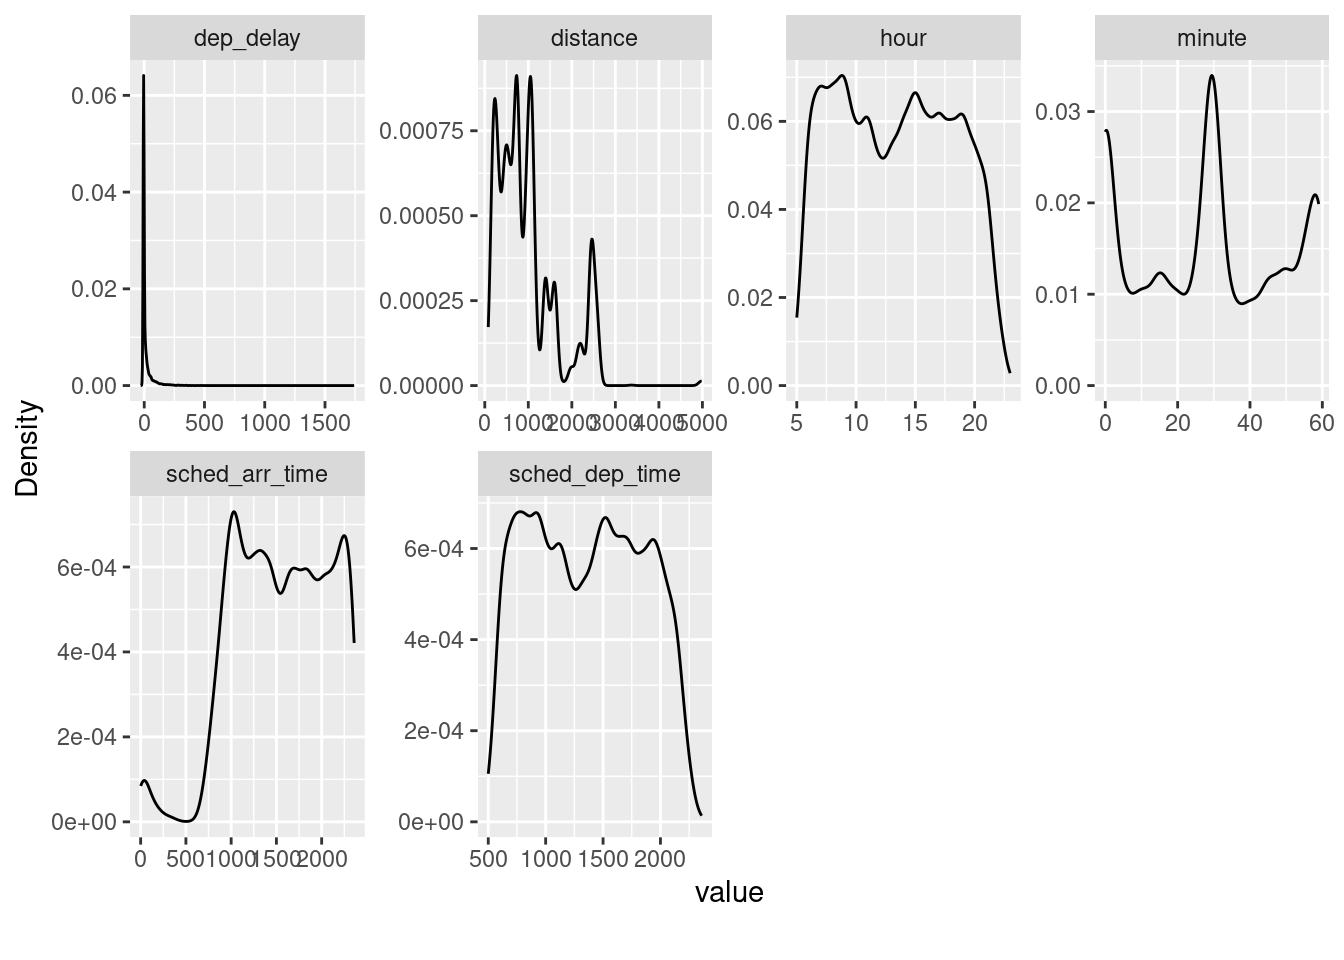 dep_delay
0.06
0.04
0.02
0.00
0 500 1000 1500
distance
0.00075
0.00050
0.00025
0.00000
0 1000 2000 3000 4000 5000
hour
0.06
0.04
0.02
0.00
5 10 15 20
minute
0.03
0.02
0.01
0.00
0 20 40 60
Density
sched_arr_time
6e-04
4e-04
2e-04
0e+00
0 500 1000 1500 2000
sched_dep_time
6e-04
4e-04
2e-04
0e+00
500 1000 1500 2000
value